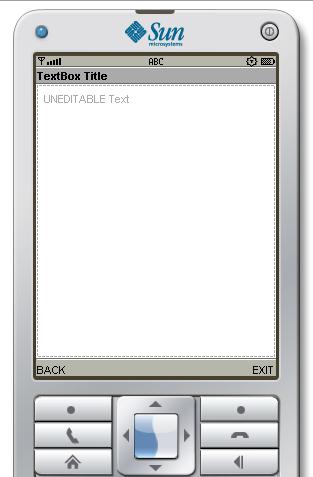 Sun
microsystems
ABC
TextBox Title
UNEDITABLE Text
BACK EXIT